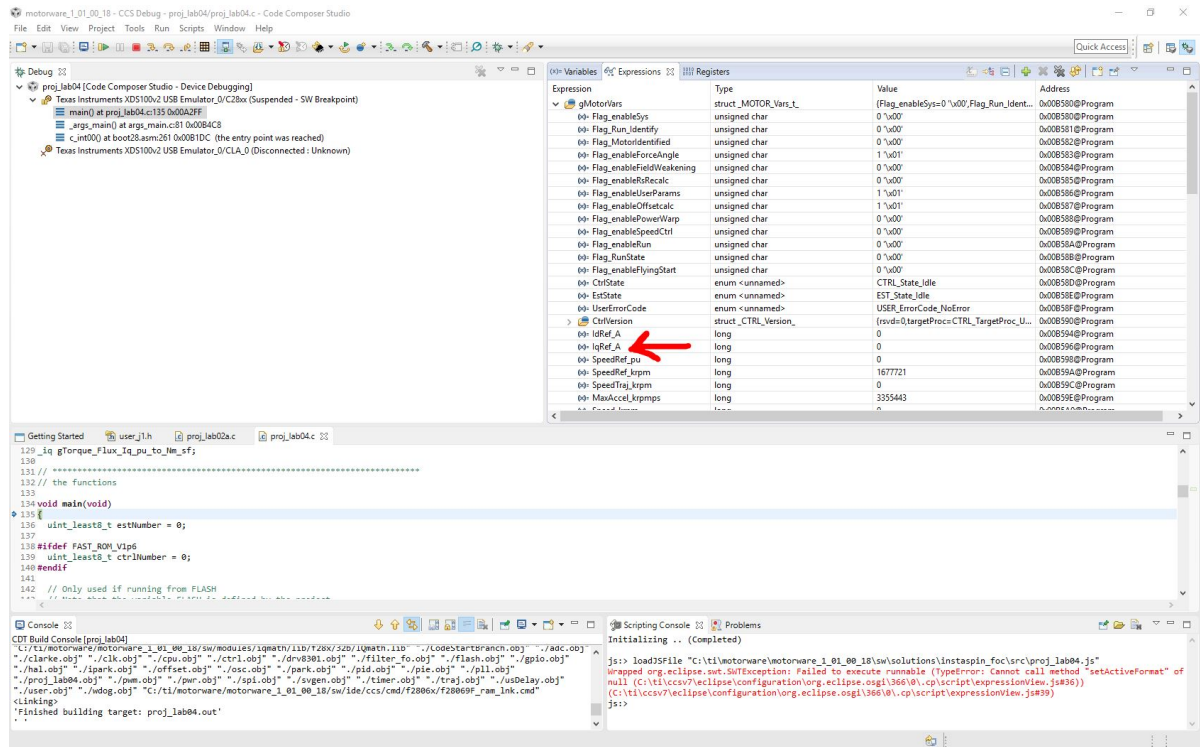 motorware_1_01_00_18 - CCS Debug - proj_lab04/proj_lab04.c - Code Composer Studio
File Edit View Project Tools Run Scripts Window Help
Quick Access
Debug
proj_lab04 [Code Composer Studio - Device Debugging]
Texas Instruments XDS100v2 USB Emulator_0/C28xx (Suspended - SW Breakpoint)
main() at proj_lab04.c:135 0x00A2FF
_args_main() at args_main.c:81 0x00B4C8
c_int00() at boot28.asm:261 0x00B1DC (the entry point was reached)
Texas Instruments XDS100v2 USB Emulator_0/CLA_0 (Disconnected : Unknown)
(x)= Variables Expressions Registers
Expression Type Value Address
gMotorVars struct _MOTOR_Vars_t_ {Flag_enableSys=0 '\x00',Flag_Run_Ident... 0x00B580@Program
(x)= Flag_enableSys unsigned char 0 '\x00' 0x00B580@Program
(x)= Flag_Run_Identify unsigned char 0 '\x00' 0x00B581@Program
(x)= Flag_MotorIdentified unsigned char 0 '\x00' 0x00B582@Program
(x)= Flag_enableForceAngle unsigned char 1 '\x01' 0x00B583@Program
(x)= Flag_enableFieldWeakening unsigned char 0 '\x00' 0x00B584@Program
(x)= Flag_enableRsRecalc unsigned char 0 '\x00' 0x00B585@Program
(x)= Flag_enableUserParams unsigned char 1 '\x01' 0x00B586@Program
(x)= Flag_enableOffsetcalc unsigned char 1 '\x01' 0x00B587@Program
(x)= Flag_enablePowerWarp unsigned char 0 '\x00' 0x00B588@Program
(x)= Flag_enableSpeedCtrl unsigned char 0 '\x00' 0x00B589@Program
(x)= Flag_enableRun unsigned char 0 '\x00' 0x00B58A@Program
(x)= Flag_RunState unsigned char 0 '\x00' 0x00B58B@Program
(x)= Flag_enableFlyingStart unsigned char 0 '\x00' 0x00B58C@Program
(x)= CtrlState enum <unnamed> CTRL_State_Idle 0x00B58D@Program
(x)= EstState enum <unnamed> EST_State_Idle 0x00B58E@Program
(x)= UserErrorCode enum <unnamed> USER_ErrorCode_NoError 0x00B58F@Program
CtrlVersion struct _CTRL_Version_ {rsvd=0,targetProc=CTRL_TargetProc_U... 0x00B590@Program
(x)= IdRef_A long 0 0x00B594@Program
(x)= IqRef_A long 0 0x00B596@Program
(x)= SpeedRef_pu long 0 0x00B598@Program
(x)= SpeedRef_krpm long 1677721 0x00B59A@Program
(x)= SpeedTraj_krpm long 0 0x00B59C@Program
(x)= MaxAccel_krpmps long 3355443 0x00B59E@Program
Getting Started user_j1.h proj_lab02a.c proj_lab04.c
129 _iq gTorque_Flux_Iq_pu_to_Nm_sf;
130
131 // **************************************************************************
132 // the functions
133
134 void main(void)
135 {
136 uint_least8_t estNumber = 0;
137
138 #ifdef FAST_ROM_V1p6
139 uint_least8_t ctrlNumber = 0;
140 #endif
141
142 // Only used if running from FLASH
Console
CDT Build Console [proj_lab04]
"C:/ti/motorware/motorware_1_01_00_18/sw/modules/iqmath/lib/f28x/32b/IQmath.lib" "./CodeStartBranch.obj" "./adc.obj"
"./clarke.obj" "./clk.obj" "./cpu.obj" "./ctrl.obj" "./drv8301.obj" "./filter_fo.obj" "./flash.obj" "./gpio.obj"
"./hal.obj" "./ipark.obj" "./offset.obj" "./osc.obj" "./park.obj" "./pid.obj" "./pie.obj" "./pll.obj"
"./proj_lab04.obj" "./pwm.obj" "./pwr.obj" "./spi.obj" "./svgen.obj" "./timer.obj" "./traj.obj" "./usDelay.obj"
"./user.obj" "./wdog.obj" "C:/ti/motorware/motorware_1_01_00_18/sw/ide/ccs/cmd/f2806x/f28069F_ram_lnk.cmd"
<Linking>
'Finished building target: proj_lab04.out'
' '
Scripting Console Problems
Initializing .. (Completed)
js:> loadJSFile "C:\ti\motorware\motorware_1_01_00_18\sw\solutions\instaspin_foc\src\proj_lab04.js"
Wrapped org.eclipse.swt.SWTException: Failed to execute runnable (TypeError: Cannot call method "setActiveFormat" of
null (C:\ti\ccsv7\eclipse\configuration\org.eclipse.osgi\366\0\.cp\script\expressionView.js#36))
(C:\ti\ccsv7\eclipse\configuration\org.eclipse.osgi\366\0\.cp\script\expressionView.js#39)
js:>